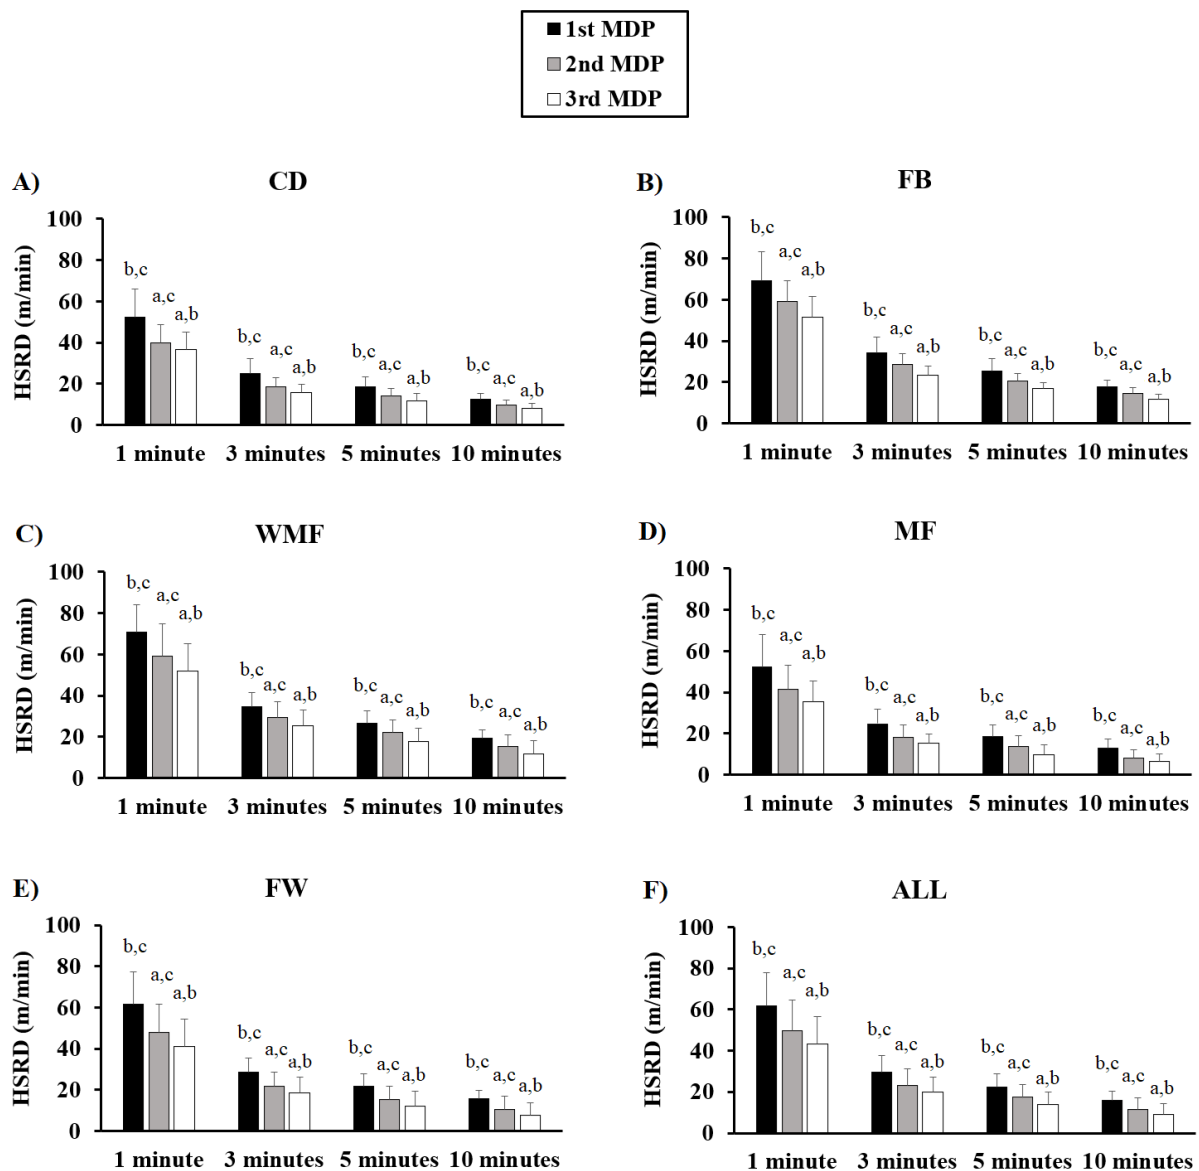 1st MDP
2nd MDP
3rd MDP
A)
CD
HSRD (m/min)
100
80
60
40
20
0
b,c
a,c
a,b
b,c
a,c
a,b
b,c
a,c
a,b
b,c
a,c
a,b
1 minute 3 minutes 5 minutes 10 minutes
B)
FB
HSRD (m/min)
100
80
60
40
20
0
b,c
a,c
a,b
b,c
a,c
a,b
b,c
a,c
a,b
b,c
a,c
a,b
1 minute 3 minutes 5 minutes 10 minutes
C)
WMF
HSRD (m/min)
100
80
60
40
20
0
b,c
a,c
a,b
b,c
a,c
a,b
b,c
a,c
a,b
b,c
a,c
a,b
1 minute 3 minutes 5 minutes 10 minutes
D)
MF
HSRD (m/min)
100
80
60
40
20
0
b,c
a,c
a,b
b,c
a,c
a,b
b,c
a,c
a,b
b,c
a,c
a,b
1 minute 3 minutes 5 minutes 10 minutes
E)
FW
HSRD (m/min)
100
80
60
40
20
0
b,c
a,c
a,b
b,c
a,c
a,b
b,c
a,c
a,b
b,c
a,c
a,b
1 minute 3 minutes 5 minutes 10 minutes
F)
ALL
HSRD (m/min)
100
80
60
40
20
0
b,c
a,c
a,b
b,c
a,c
a,b
b,c
a,c
a,b
b,c
a,c
a,b
1 minute 3 minutes 5 minutes 10 minutes